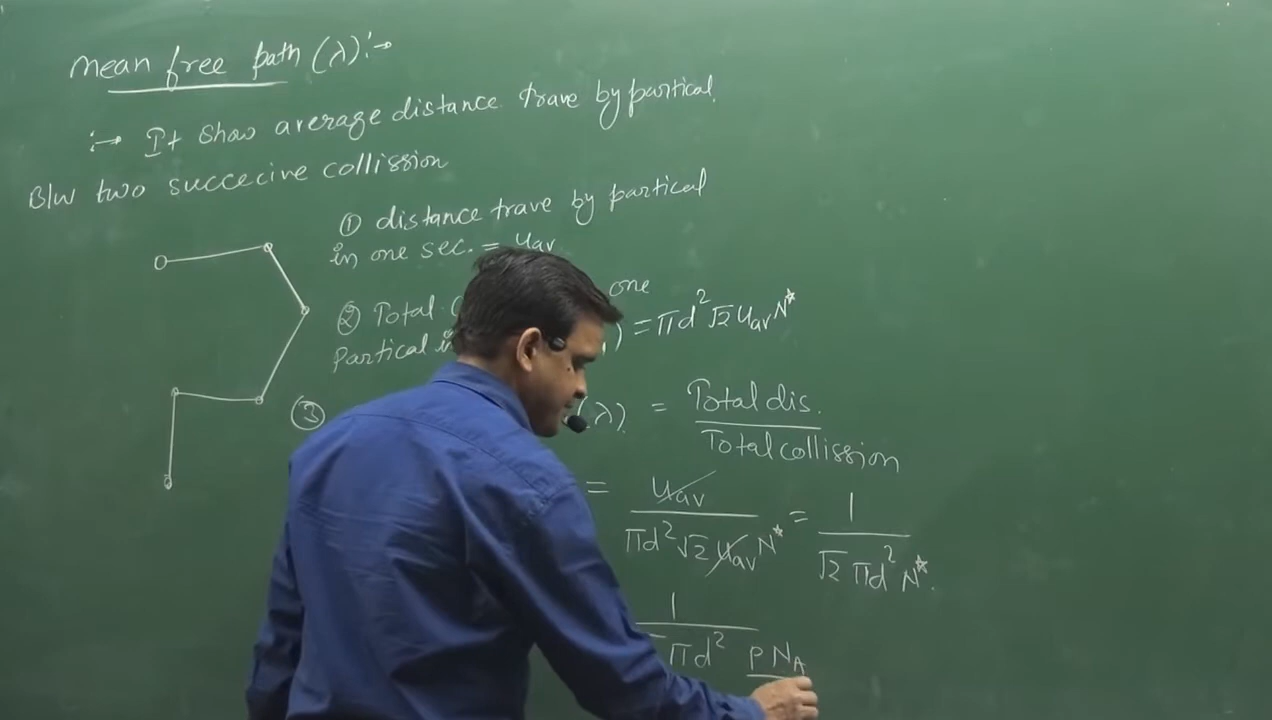 Mean free path (λ):→
:→ It show average distance trave by partical.
B/w two succecive collission
① distance trave by partical
in one sec. = Uav
② Total one
Partical ) = πd² √2 Uav N*
③ (λ) = Total dis. / Total collission
= Uav / πd² √2 Uav N* = 1 / √2 πd² N*.
1 / πd² P NA